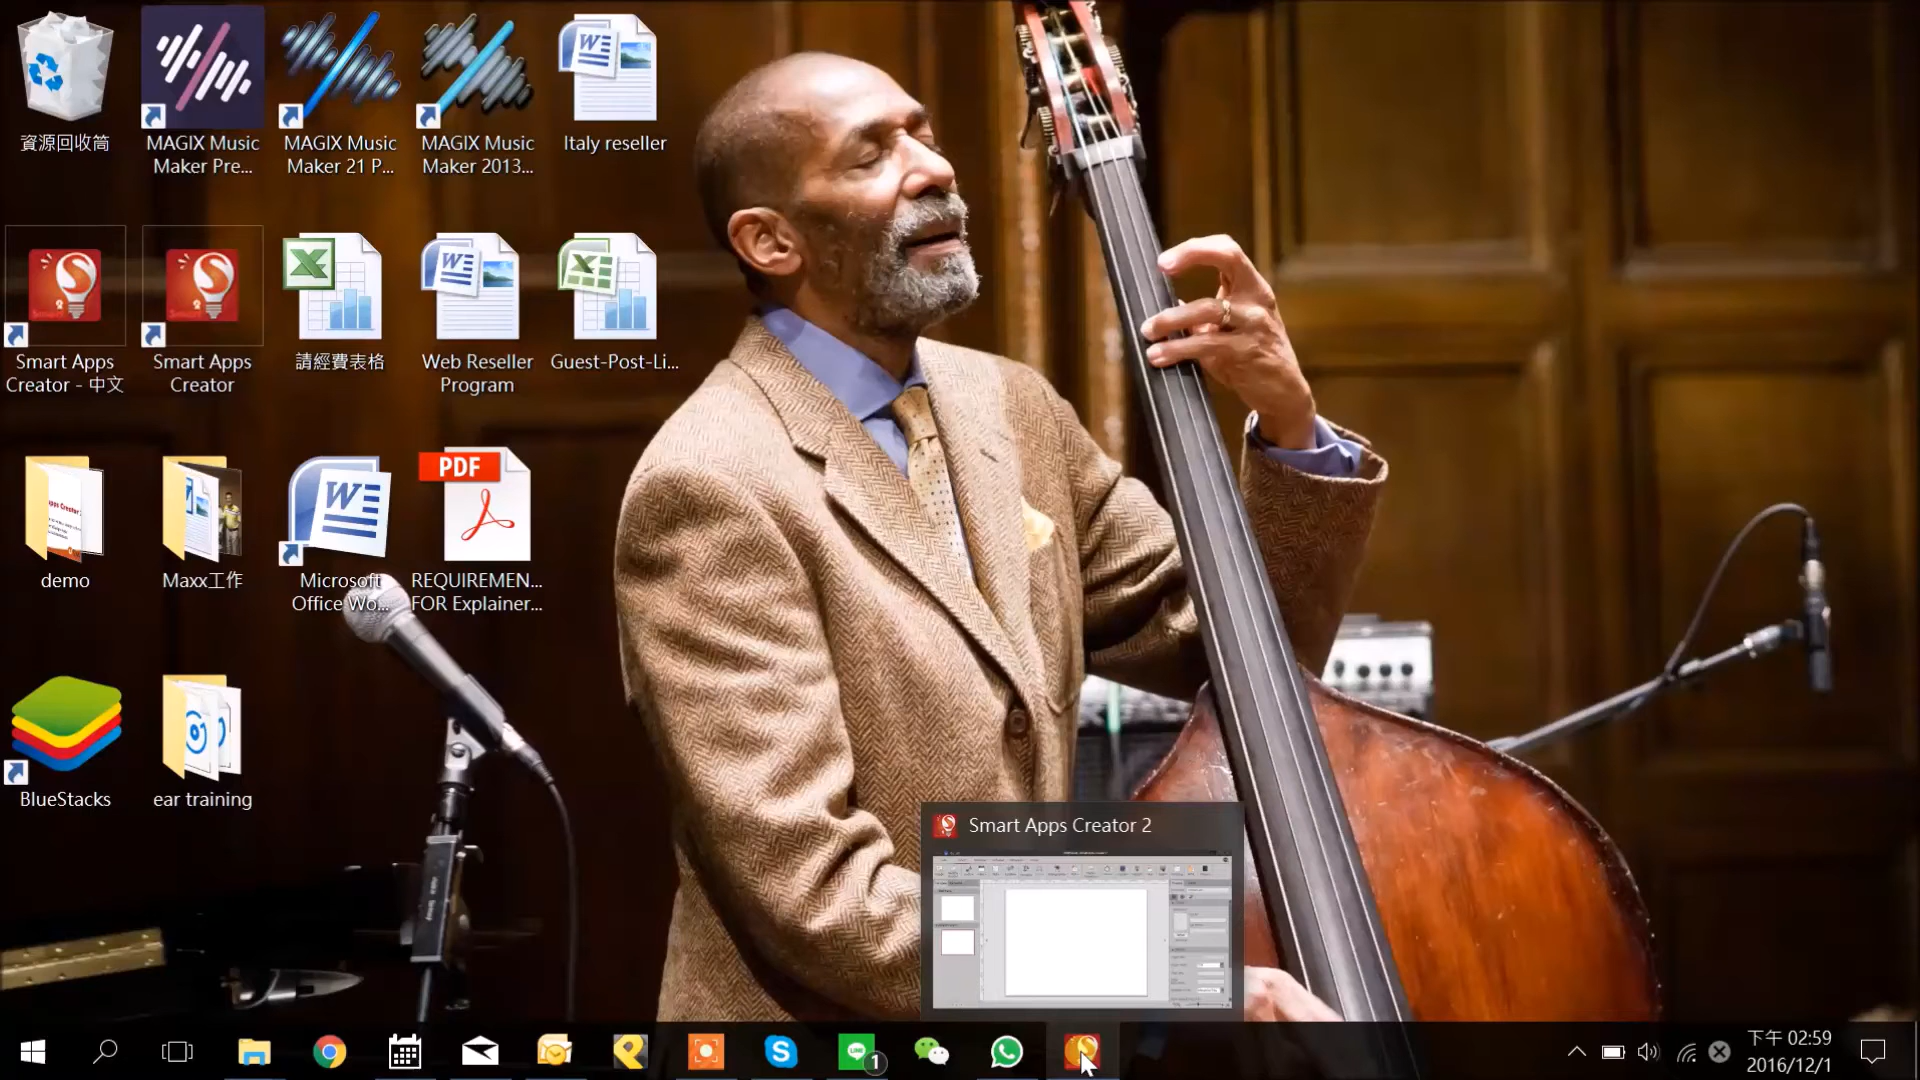 資源回收筒
MAGIX Music
Maker Pre...
MAGIX Music
Maker 21 P...
MAGIX Music
Maker 2013...
Italy reseller
Smart Apps
Creator - 中文
Smart Apps
Creator
請經費表格
Web Reseller
Program
Guest-Post-Li...
demo
Maxx工作
Microsoft
Office Wo...
PDF
REQUIREMEN...
FOR Explainer...
BlueStacks
ear training
Smart Apps Creator 2
LINE
1
下午 02:59
2016/12/1